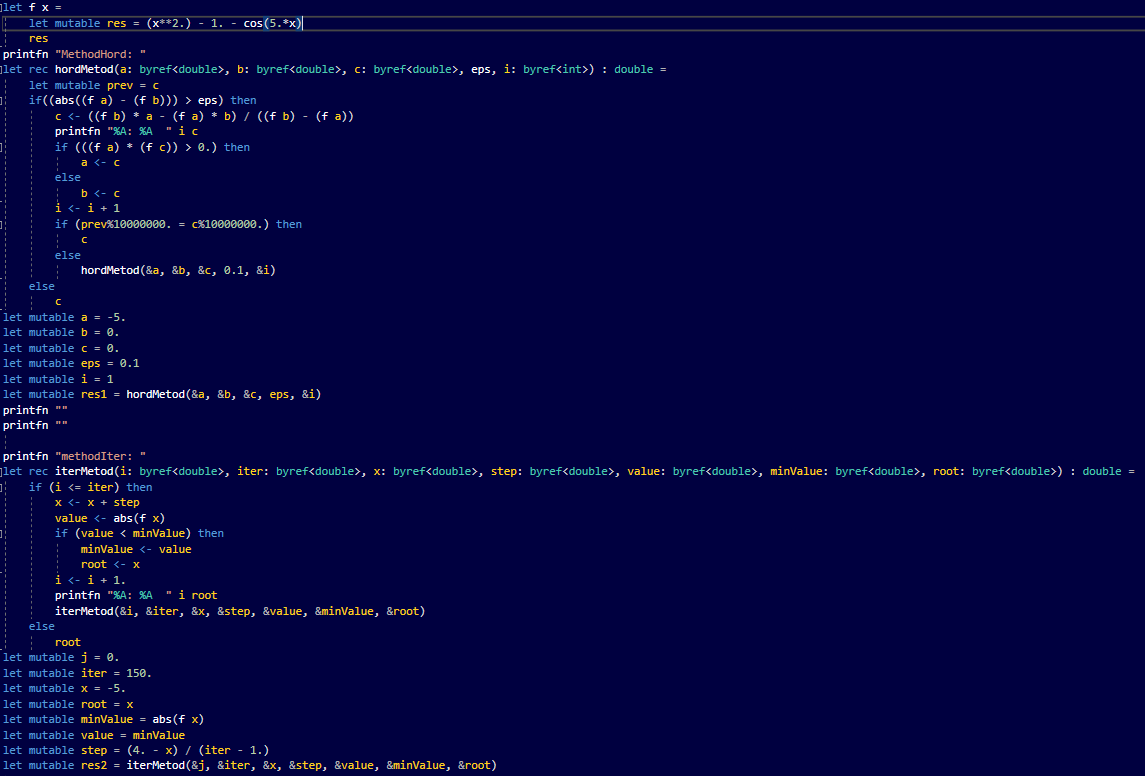 let f x =
    let mutable res = (x**2.) - 1. - cos(5.*x)
    res
printfn "MethodHord: "
let rec hordMetod(a: byref<double>, b: byref<double>, c: byref<double>, eps, i: byref<int>) : double =
    let mutable prev = c
    if((abs((f a) - (f b))) > eps) then
        c <- ((f b) * a - (f a) * b) / ((f b) - (f a))
        printfn "%A: %A  " i c
        if (((f a) * (f c)) > 0.) then
            a <- c
        else
            b <- c
        i <- i + 1
        if (prev%10000000. = c%10000000.) then
            c
        else
            hordMetod(&a, &b, &c, 0.1, &i)
    else
        c
let mutable a = -5.
let mutable b = 0.
let mutable c = 0.
let mutable eps = 0.1
let mutable i = 1
let mutable res1 = hordMetod(&a, &b, &c, eps, &i)
printfn ""
printfn ""

printfn "methodIter: "
let rec iterMetod(i: byref<double>, iter: byref<double>, x: byref<double>, step: byref<double>, value: byref<double>, minValue: byref<double>, root: byref<double>) : double =
    if (i <= iter) then
        x <- x + step
        value <- abs(f x)
        if (value < minValue) then
            minValue <- value
            root <- x
        i <- i + 1.
        printfn "%A: %A  " i root
        iterMetod(&i, &iter, &x, &step, &value, &minValue, &root)
    else
        root
let mutable j = 0.
let mutable iter = 150.
let mutable x = -5.
let mutable root = x
let mutable minValue = abs(f x)
let mutable value = minValue
let mutable step = (4. - x) / (iter - 1.)
let mutable res2 = iterMetod(&j, &iter, &x, &step, &value, &minValue, &root)